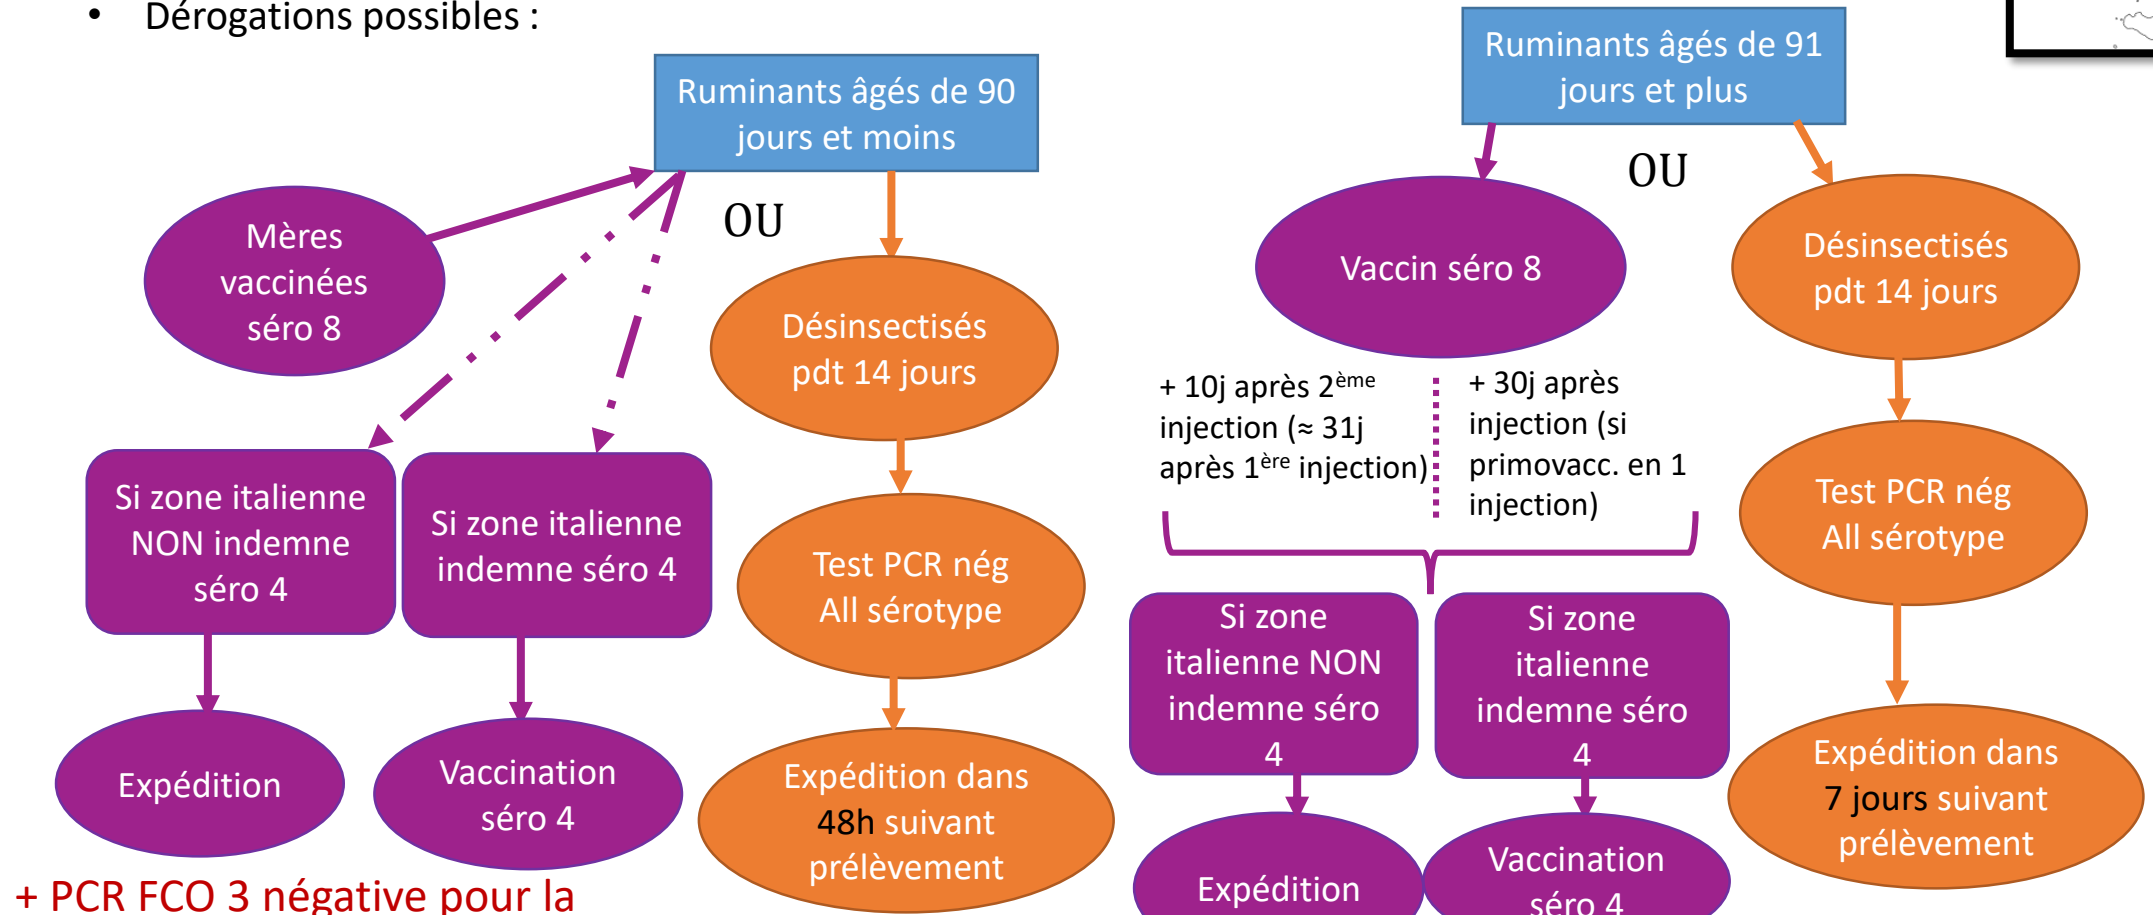 • Dérogations possibles :
Ruminants âgés de 90
jours et moins
OU
Mères
vaccinées
séro 8
Désinsectisés
pdt 14 jours
Si zone italienne
NON indemne
séro 4
Si zone italienne
indemne séro 4
Test PCR nég
All sérotype
Expédition
Vaccination
séro 4
Expédition dans
48h suivant
prélèvement
+ PCR FCO 3 négative pour la
Ruminants âgés de 91
jours et plus
OU
Vaccin séro 8
Désinsectisés
pdt 14 jours
+ 10j après 2ème
injection (≈ 31j
après 1ère injection)
+ 30j après
injection (si
primovacc. en 1
injection)
Test PCR nég
All sérotype
Si zone
italienne NON
indemne séro
4
Si zone
italienne
indemne séro
4
Expédition dans
7 jours suivant
prélèvement
Expédition
Vaccination
séro 4